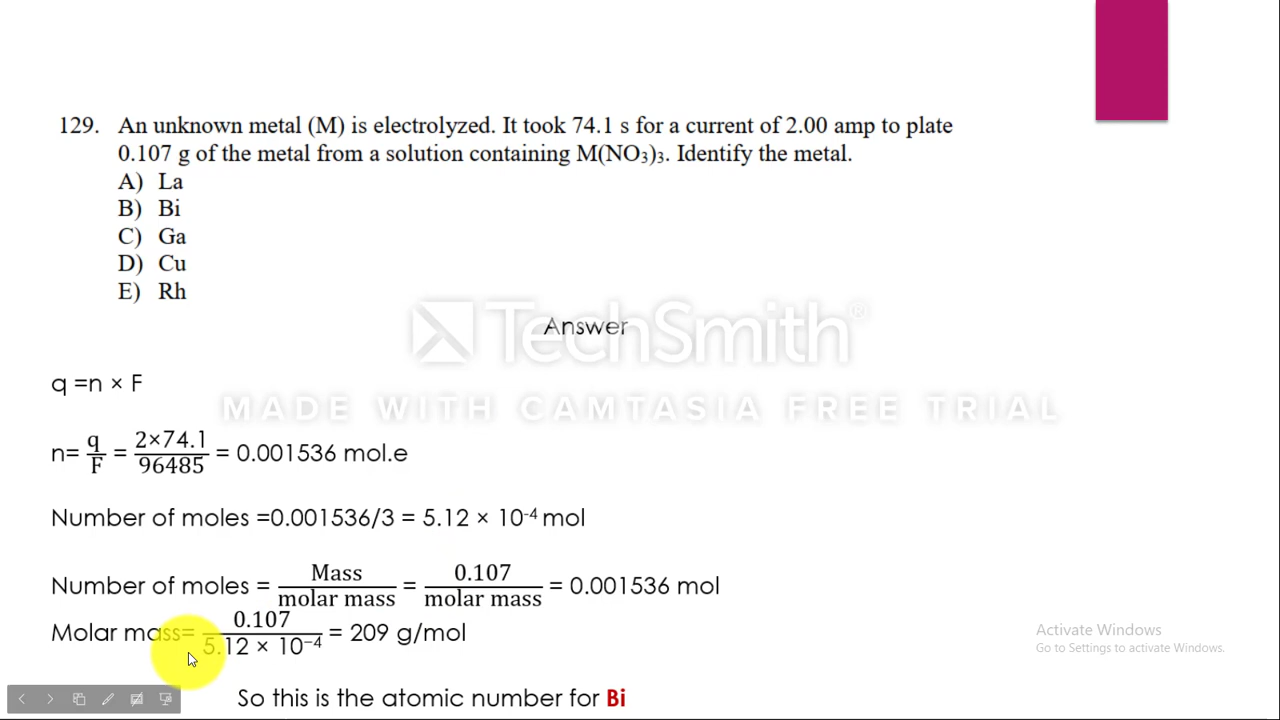 129. An unknown metal (M) is electrolyzed. It took 74.1 s for a current of 2.00 amp to plate
0.107 g of the metal from a solution containing M(NO₃)₃. Identify the metal.
A) La
B) Bi
C) Ga
D) Cu
E) Rh
TechSmith®
Answer
q =n × F
MADE WITH CAMTASIA FREE TRIAL
n= q/F = 2×74.1/96485 = 0.001536 mol.e
Number of moles =0.001536/3 = 5.12 × 10⁻⁴ mol
Number of moles = Mass/molar mass = 0.107/molar mass = 0.001536 mol
Molar mass= 0.107/5.12 × 10⁻⁴ = 209 g/mol
Activate Windows
Go to Settings to activate Windows.
So this is the atomic number for Bi